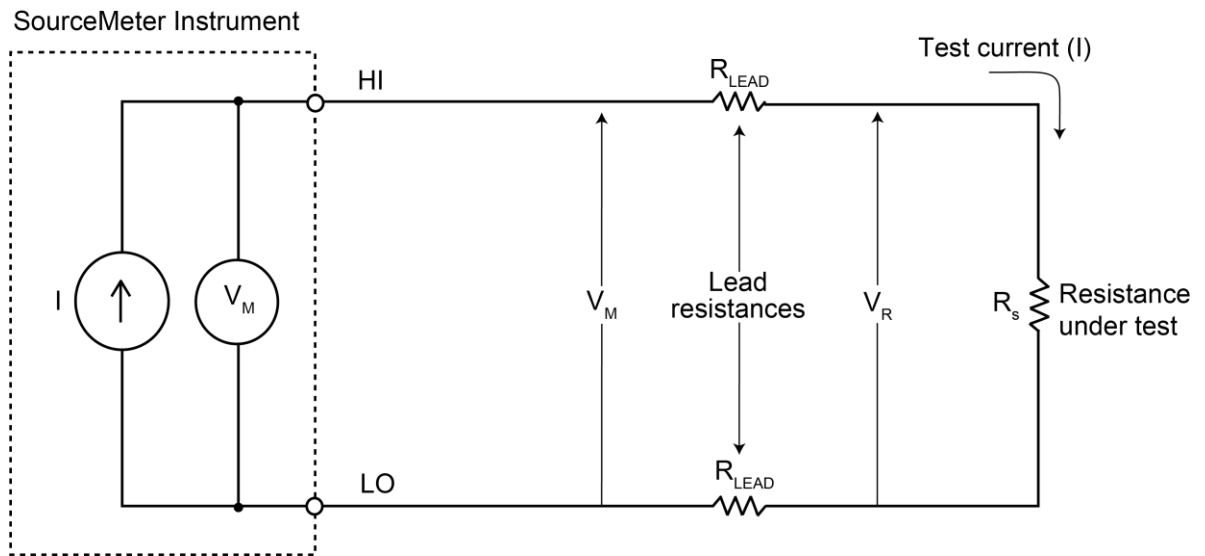 SourceMeter Instrument
Test current (I)
HI
R_LEAD
I
V_M
V_M
Lead
resistances
V_R
R_s
Resistance
under test
LO
R_LEAD